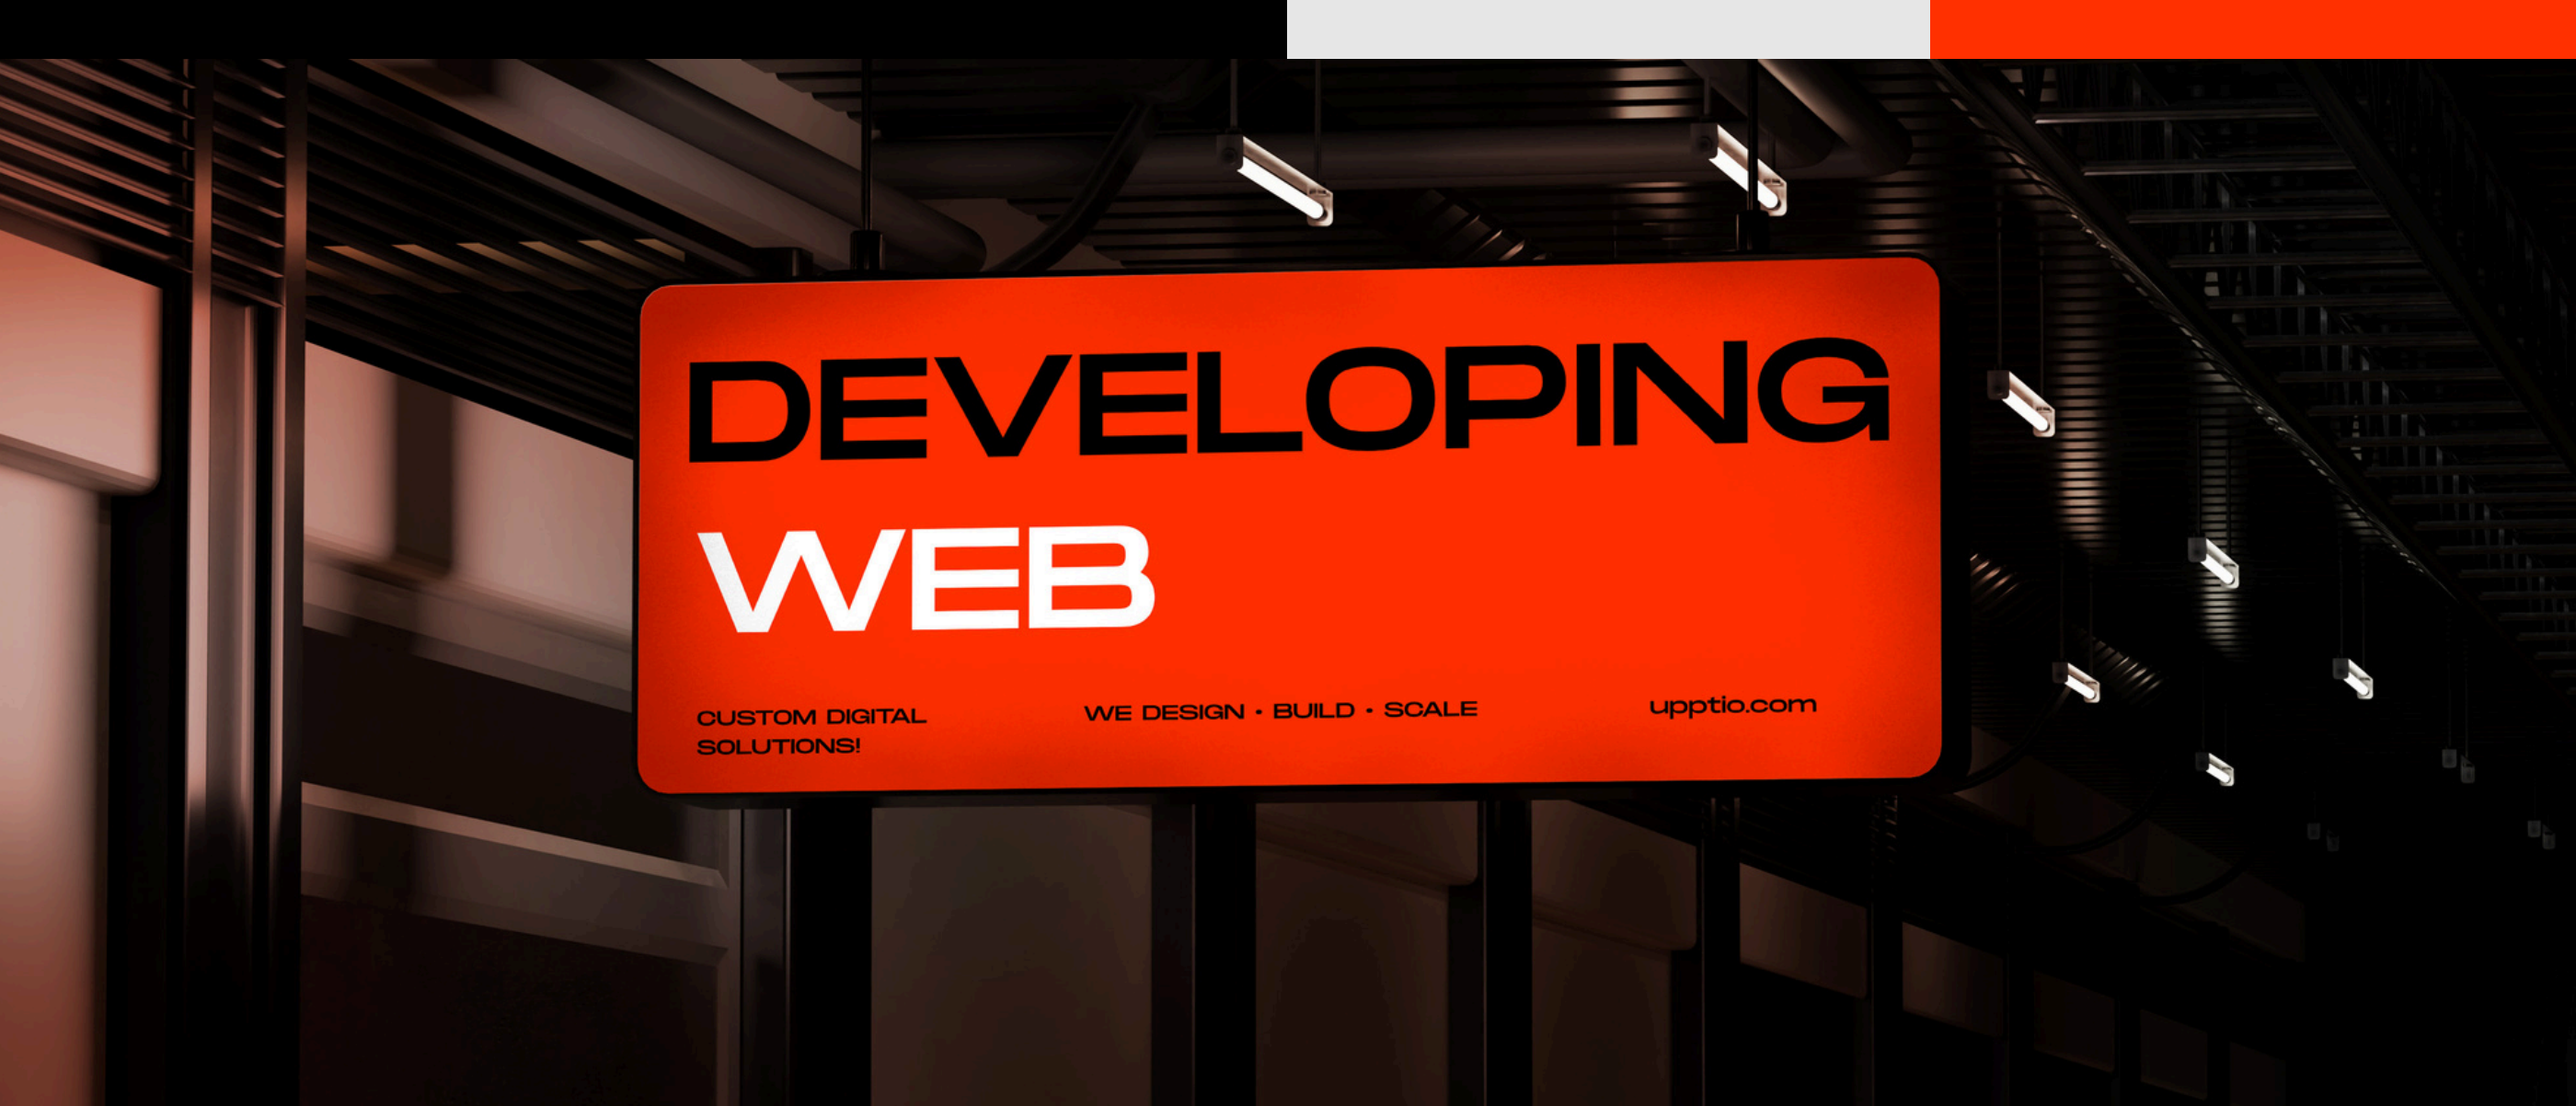 DEVELOPING
WEB
CUSTOM DIGITAL
SOLUTIONS!
WE DESIGN • BUILD • SCALE
upptio.com